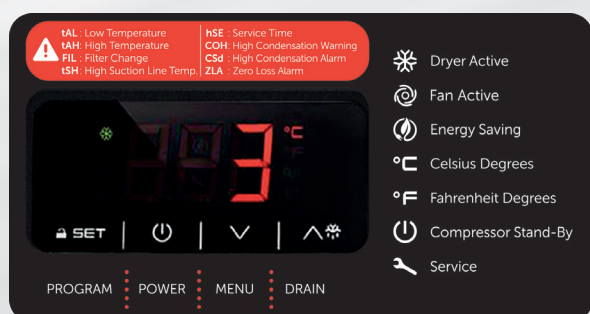 tAL : Low Temperature
tAH : High Temperature
FIL : Filter Change
tSH : High Suction Line Temp.
hSE : Service Time
COH: High Condensation Warning
CSd : High Condensation Alarm
ZLA : Zero Loss Alarm
3 °C
SET
PROGRAM
POWER
MENU
DRAIN
Dryer Active
Fan Active
Energy Saving
°C Celsius Degrees
°F Fahrenheit Degrees
Compressor Stand-By
Service